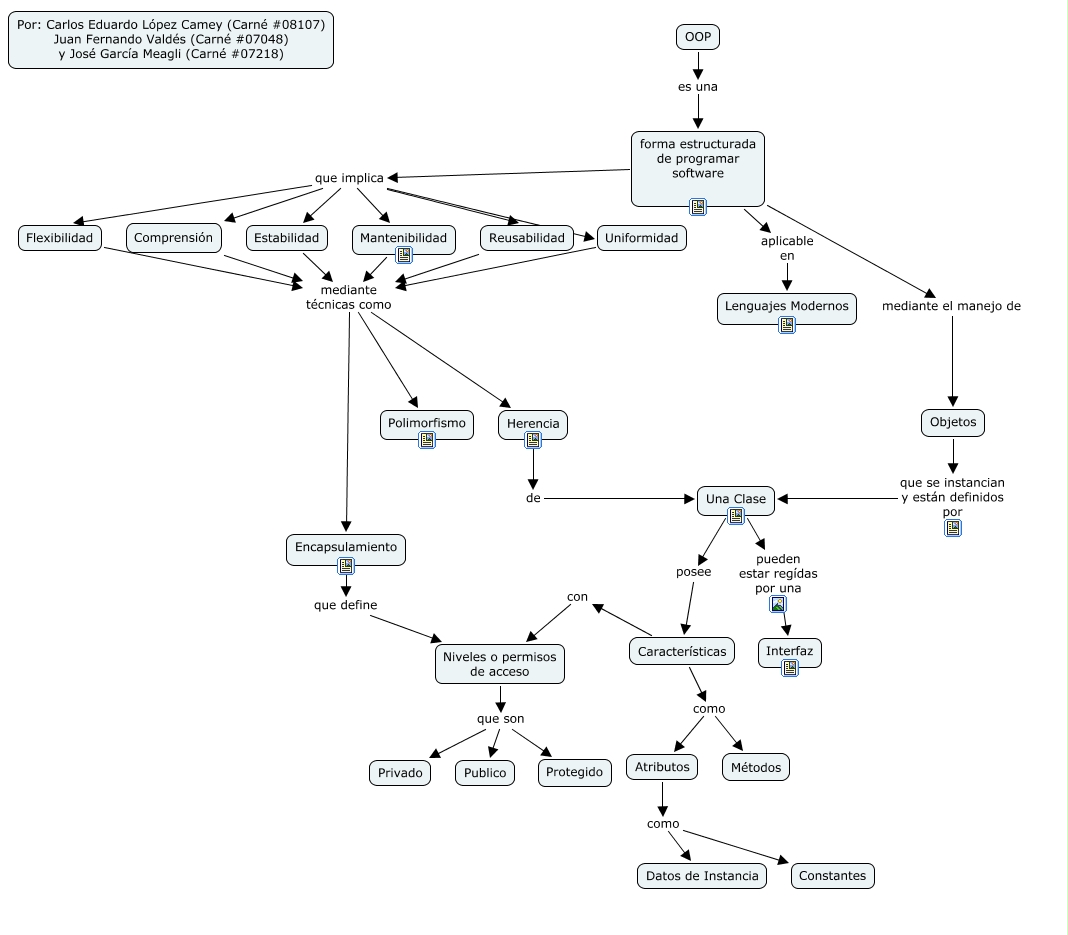 Por: Carlos Eduardo López Camey (Carné #08107)
Juan Fernando Valdés (Carné #07048)
y José García Meagli (Carné #07218)
OOP
es una
forma estructurada
de programar
software
que implica
Flexibilidad
Comprensión
Estabilidad
Mantenibilidad
Reusabilidad
Uniformidad
aplicable
en
mediante
técnicas como
Lenguajes Modernos
mediante el manejo de
Polimorfismo
Herencia
Objetos
de
Una Clase
que se instancian
y están definidos
por
Encapsulamiento
posee
pueden
estar regídas
por una
que define
con
Niveles o permisos
de acceso
Características
Interfaz
que son
como
Privado
Publico
Protegido
Atributos
Métodos
como
Datos de Instancia
Constantes